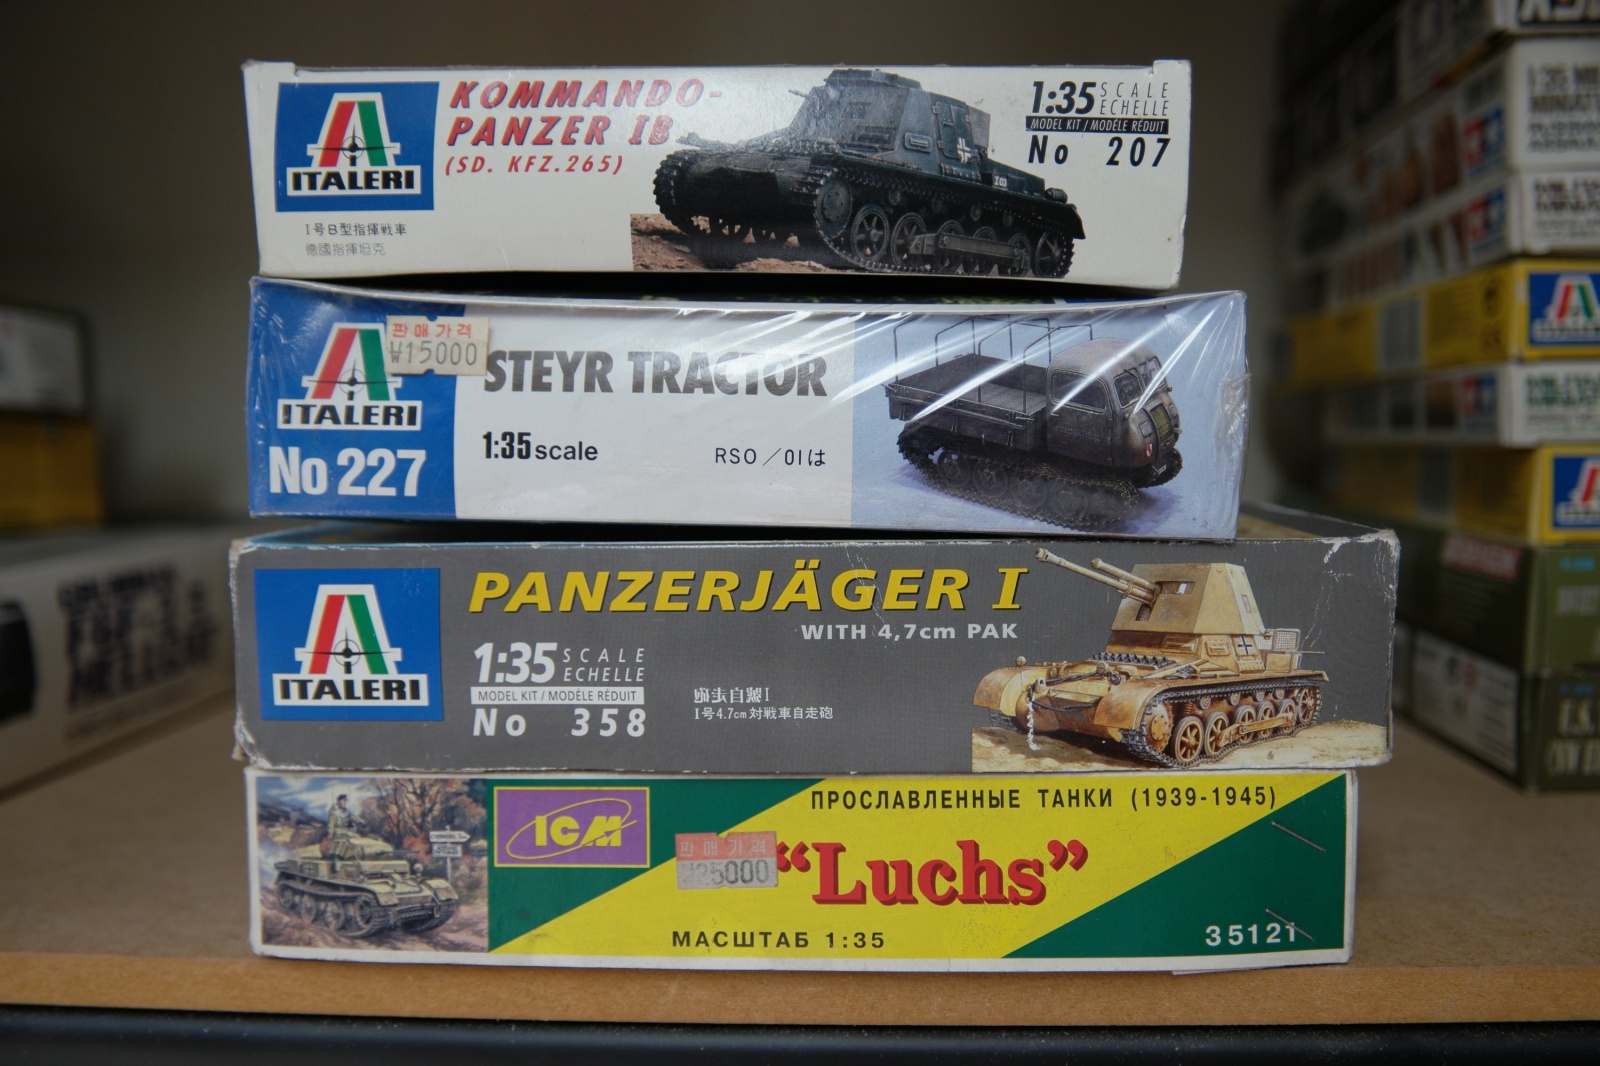 ITALERI
KOMMANDO-
PANZER IB
(SD. KFZ.265)
I号B型指揮戦車
德國指揮坦克
1:35 SCALE
ECHELLE
MODEL KIT / MODÈLE RÉDUIT
No 207
ITALERI
No 227
판매가격
₩15000
STEYR TRACTOR
1:35 scale
RSO／01は
ITALERI
PANZERJÄGER I
WITH 4,7cm PAK
1:35 SCALE
ECHELLE
MODEL KIT / MODÈLE RÉDUIT
No 358
I号4.7cm対戦車自走砲
ICM
ПРОСЛАВЛЕННЫЕ ТАНКИ (1939-1945)
판매가격
₩25000
“Luchs”
МАСШТАБ 1:35
35121